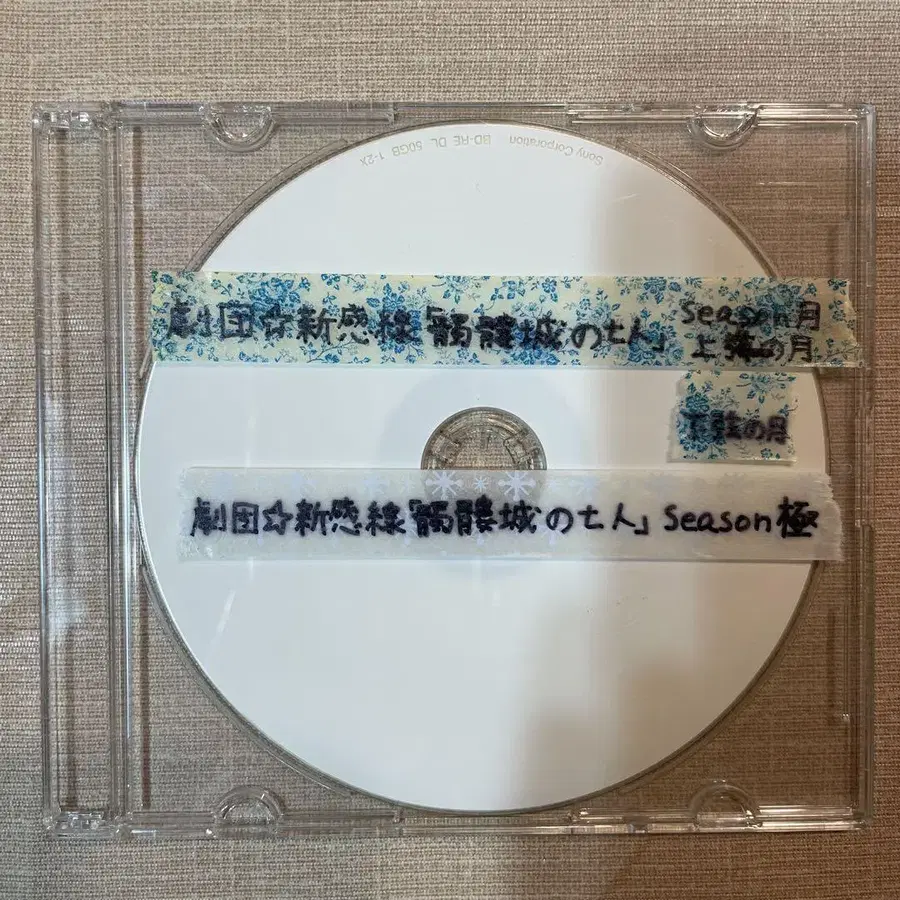 Sony Corporation BD-RE DL 50GB 1-2X
劇団☆新感線「髑髏城の七人」 Season月
上弦の月
下弦の月
劇団☆新感線「髑髏城の七人」Season極